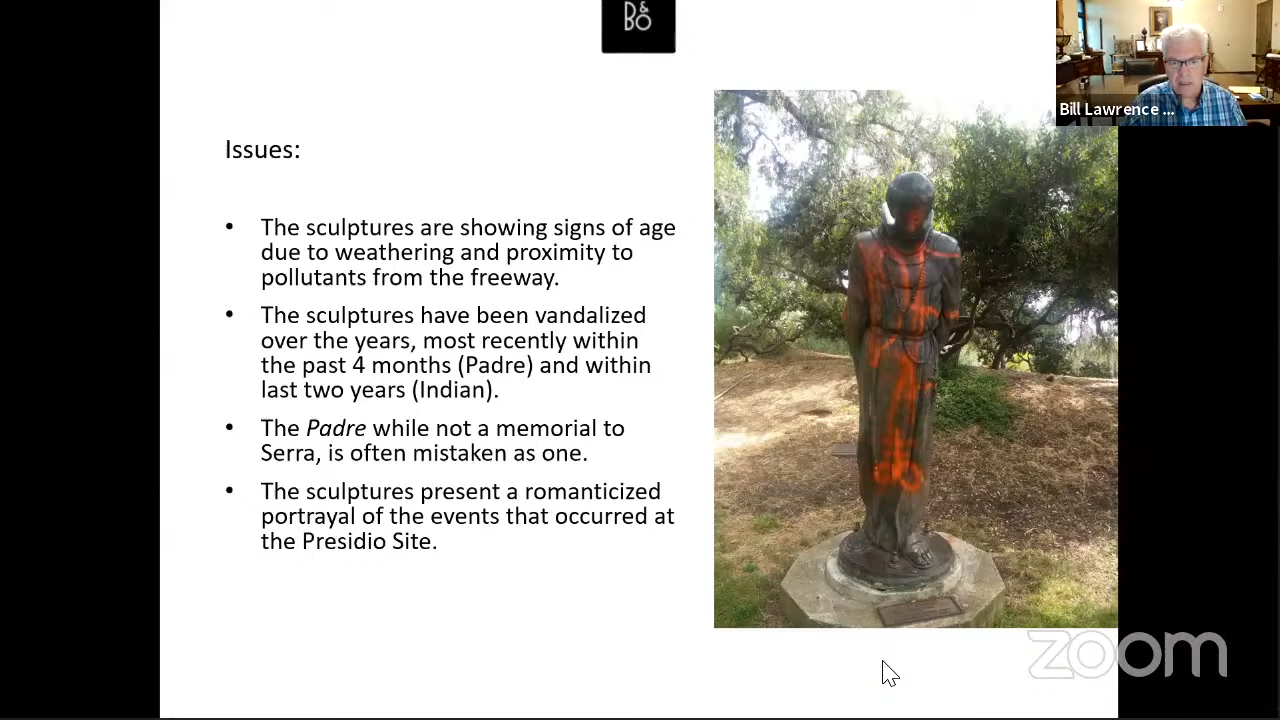 B&O
Bill Lawrence ...
Issues:
• The sculptures are showing signs of age
due to weathering and proximity to
pollutants from the freeway.
• The sculptures have been vandalized
over the years, most recently within
the past 4 months (Padre) and within
last two years (Indian).
• The Padre while not a memorial to
Serra, is often mistaken as one.
• The sculptures present a romanticized
portrayal of the events that occurred at
the Presidio Site.
zoom